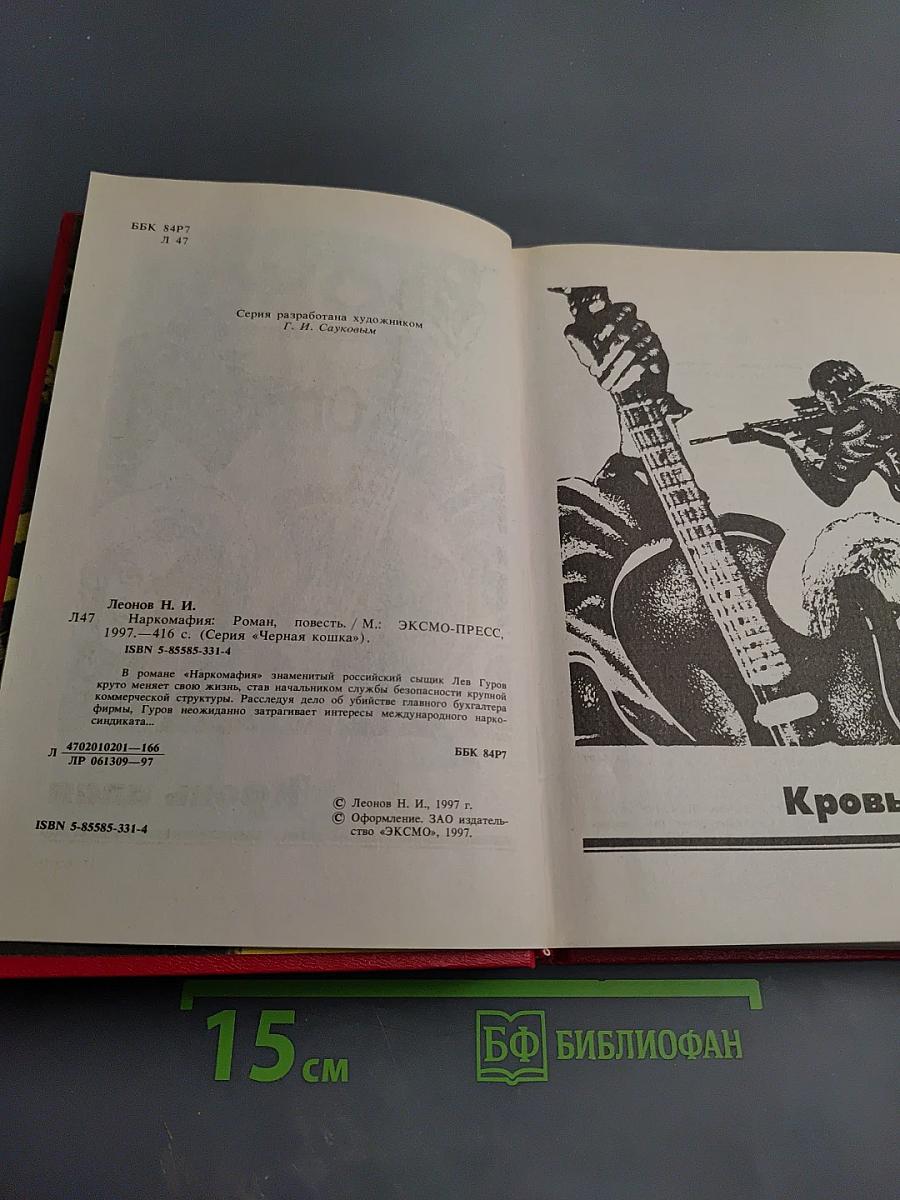 ББК 84Р7
Л 47
Серия разработана художником
Г. И. Сауковым
Леонов Н. И.
Л47 Наркомафия: Роман, повесть. / М.: ЭКСМО-ПРЕСС,
1997.—416 с. (Серия «Черная кошка»).
ISBN 5-85585-331-4
В романе «Наркомафия» знаменитый российский сыщик Лев Гуров
круто меняет свою жизнь, став начальником службы безопасности крупной
коммерческой структуры. Расследуя дело об убийстве главного бухгалтера
фирмы, Гуров неожиданно затрагивает интересы международного нарко-
синдиката...
Л 4702010201—166
ЛР 061309—97
ББК 84Р7
© Леонов Н. И., 1997 г.
© Оформление. ЗАО издатель-
ство «ЭКСМО», 1997.
ISBN 5-85585-331-4
Кровь
15 см
БФ БИБЛИОФАН